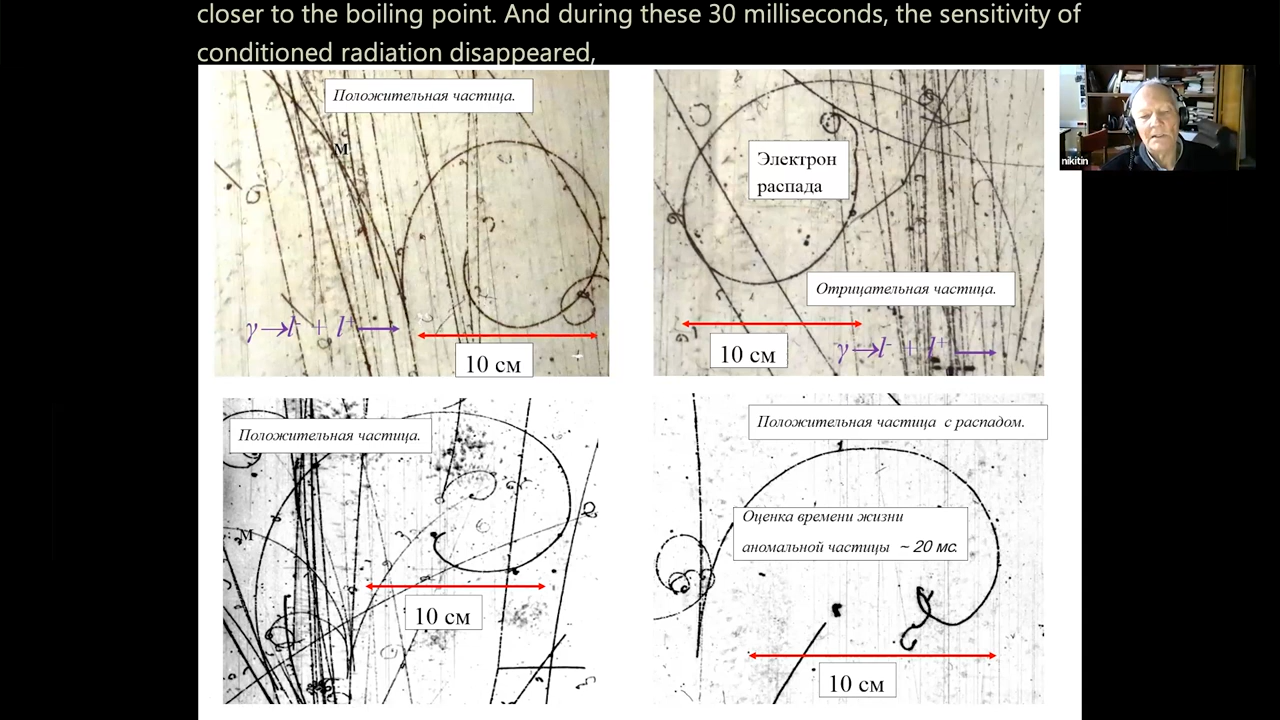 closer to the boiling point. And during these 30 milliseconds, the sensitivity of
conditioned radiation disappeared,
nikitin
Положительная частица.
М
γ → l⁻ + l⁺
10 см
Электрон
распада
Отрицательная частица.
10 см
γ → l⁻ + l⁺
Положительная частица.
М
10 см
Положительная частица с распадом.
Оценка времени жизни
аномальной частицы ~ 20 мс.
10 см